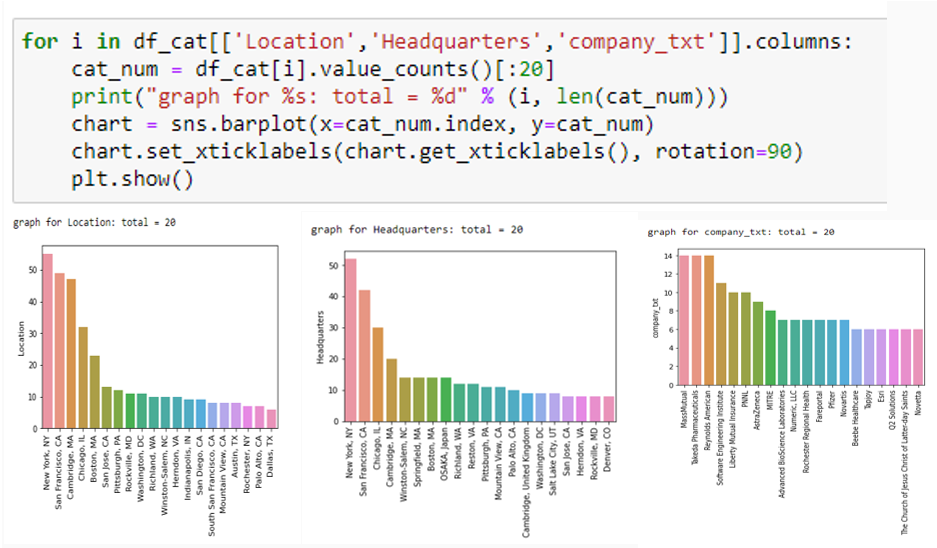 for i in df_cat[['Location','Headquarters','company_txt']].columns:
    cat_num = df_cat[i].value_counts()[:20]
    print("graph for %s: total = %d" % (i, len(cat_num)))
    chart = sns.barplot(x=cat_num.index, y=cat_num)
    chart.set_xticklabels(chart.get_xticklabels(), rotation=90)
    plt.show()
graph for Location: total = 20
50
40
30
20
10
0
Location
New York, NY
San Francisco, CA
Cambridge, MA
Chicago, IL
Boston, MA
San Jose, CA
Pittsburgh, PA
Rockville, MD
Washington, DC
Richland, WA
Winston-Salem, NC
Herndon, VA
Indianapolis, IN
San Diego, CA
South San Francisco, CA
Mountain View, CA
Austin, TX
Rochester, NY
Palo Alto, CA
Dallas, TX
graph for Headquarters: total = 20
50
40
30
20
10
0
Headquarters
New York, NY
San Francisco, CA
Chicago, IL
Cambridge, MA
Winston-Salem, NC
Springfield, MA
Boston, MA
OSAKA, Japan
Richland, WA
Reston, VA
Pittsburgh, PA
Mountain View, CA
Palo Alto, CA
Cambridge, United Kingdom
Washington, DC
Salt Lake City, UT
San Jose, CA
Herndon, VA
Rockville, MD
Denver, CO
graph for company_txt: total = 20
14
12
10
8
6
4
2
0
company_txt
MassMutual
Takeda Pharmaceuticals
Reynolds American
Software Engineering Institute
Liberty Mutual Insurance
PNNL
AstraZeneca
MITRE
Advanced BioScience Laboratories
Numeric, LLC
Rochester Regional Health
Fareportal
Pfizer
Novartis
Beebe Healthcare
Tapjoy
Esri
Q2 Solutions
The Church of Jesus Christ of Latter-day Saints
Novetta